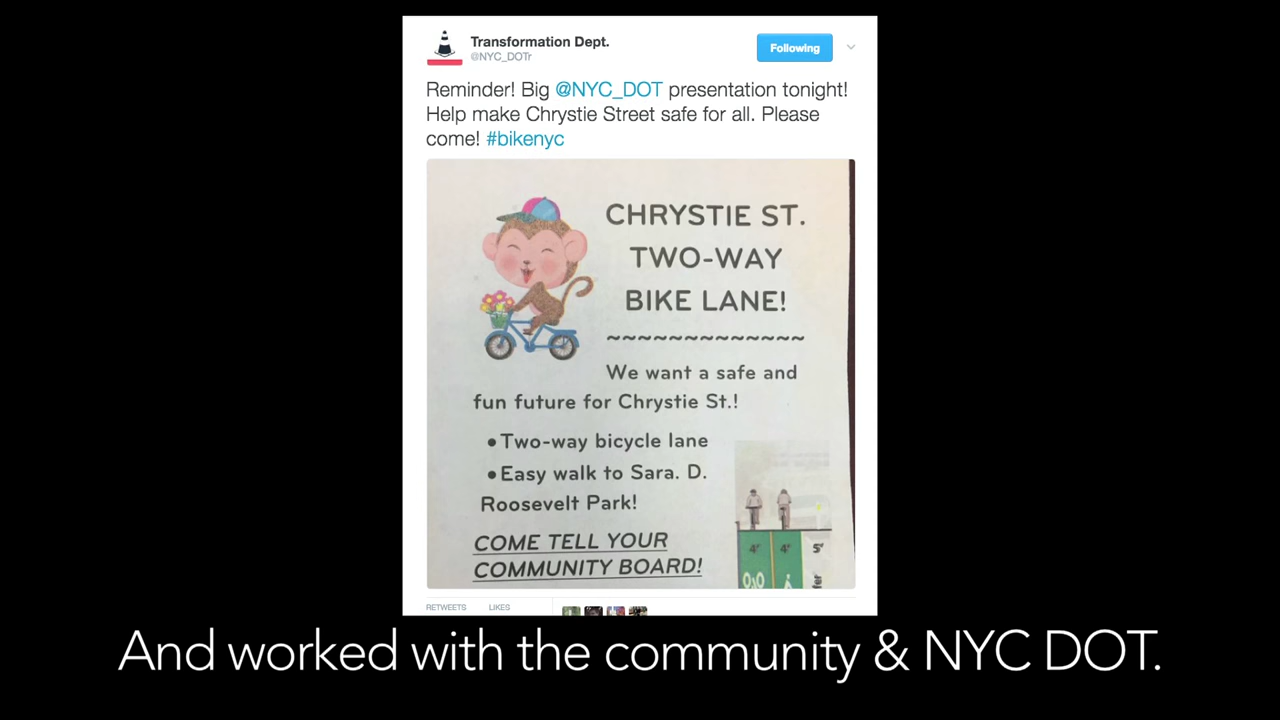 Transformation Dept.
@NYC_DOTr
Following
Reminder! Big @NYC_DOT presentation tonight!
Help make Chrystie Street safe for all. Please
come! #bikenyc
CHRYSTIE ST.
TWO-WAY
BIKE LANE!
~~~~~~~~~~~~~
We want a safe and
fun future for Chrystie St.!
•Two-way bicycle lane
•Easy walk to Sara. D.
Roosevelt Park!
COME TELL YOUR
COMMUNITY BOARD!
4' 4' 5'
RETWEETS LIKES
And worked with the community & NYC DOT.